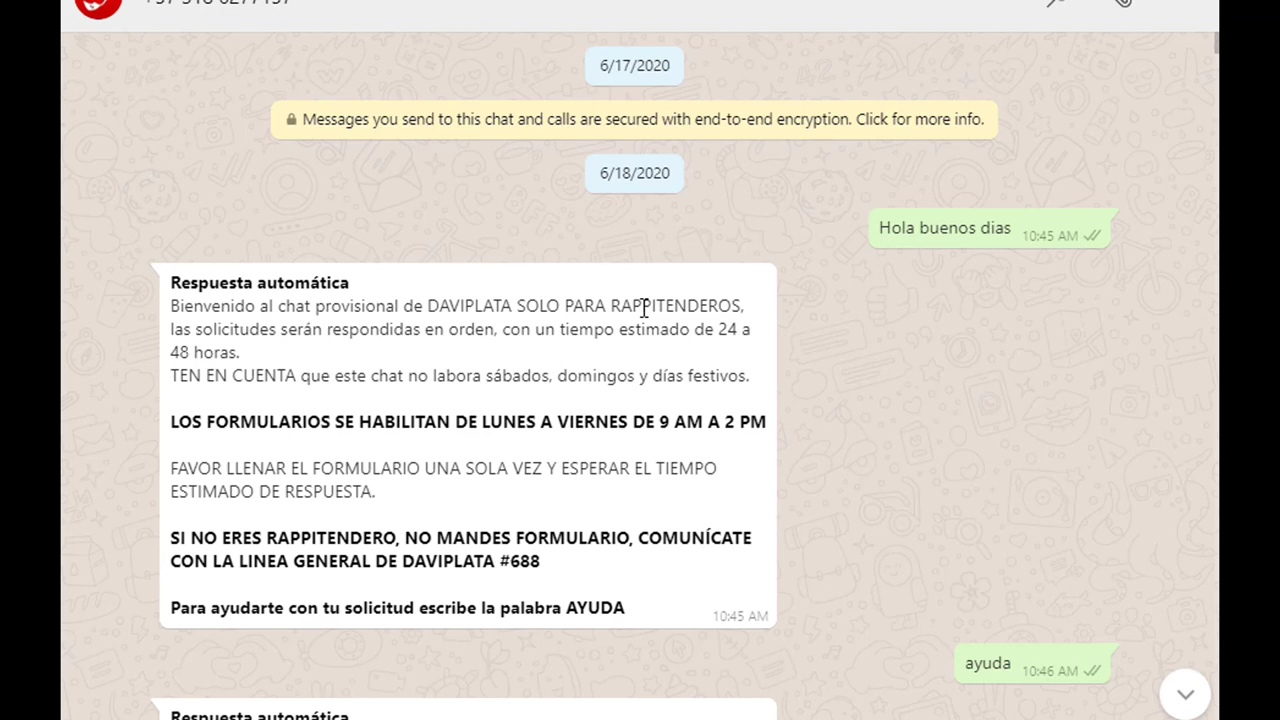 6/17/2020
Messages you send to this chat and calls are secured with end-to-end encryption. Click for more info.
6/18/2020
Hola buenos dias 10:45 AM
Respuesta automática
Bienvenido al chat provisional de DAVIPLATA SOLO PARA RAPPITENDEROS,
las solicitudes serán respondidas en orden, con un tiempo estimado de 24 a
48 horas.
TEN EN CUENTA que este chat no labora sábados, domingos y días festivos.
LOS FORMULARIOS SE HABILITAN DE LUNES A VIERNES DE 9 AM A 2 PM
FAVOR LLENAR EL FORMULARIO UNA SOLA VEZ Y ESPERAR EL TIEMPO
ESTIMADO DE RESPUESTA.
SI NO ERES RAPPITENDERO, NO MANDES FORMULARIO, COMUNÍCATE
CON LA LINEA GENERAL DE DAVIPLATA #688
Para ayudarte con tu solicitud escribe la palabra AYUDA
10:45 AM
ayuda 10:46 AM
Respuesta automática